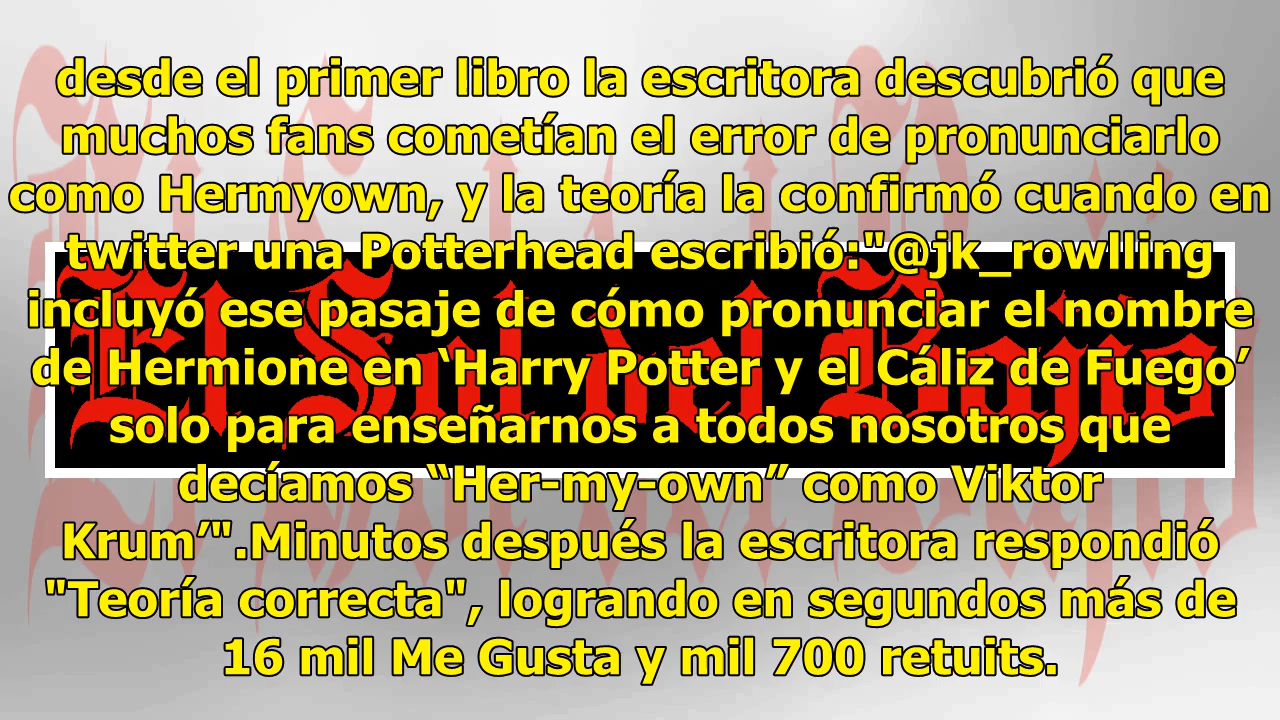 desde el primer libro la escritora descubrió que
muchos fans cometían el error de pronunciarlo
como Hermyown, y la teoría la confirmó cuando en
twitter una Potterhead escribió:"@jk_rowlling
incluyó ese pasaje de cómo pronunciar el nombre
de Hermione en ‘Harry Potter y el Cáliz de Fuego’
solo para enseñarnos a todos nosotros que
decíamos “Her-my-own” como Viktor
Krum’".Minutos después la escritora respondió
"Teoría correcta", logrando en segundos más de
16 mil Me Gusta y mil 700 retuits.